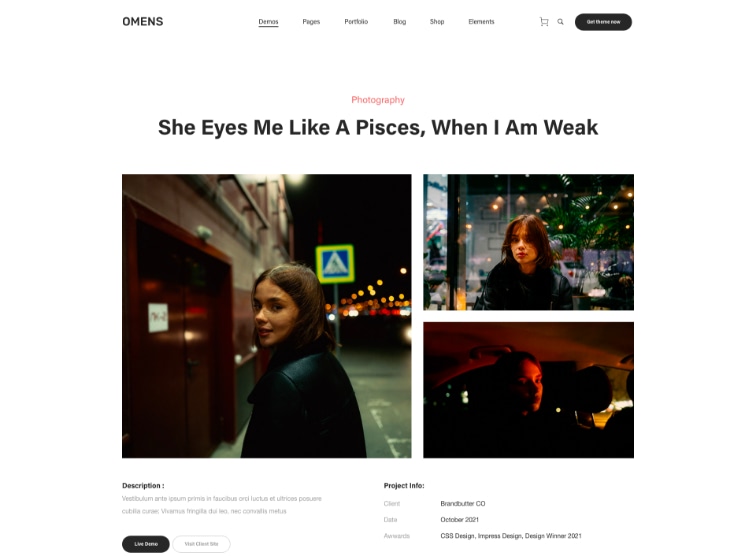 OMENS
Demos Pages Portfolio Blog Shop Elements Get theme now
Photography
She Eyes Me Like A Pisces, When I Am Weak
Description :
Vestibulum ante ipsum primis in faucibus orci luctus et ultrices posuere
cubilia curae; Vivamus fringilla dui leo, nec convallis metus
Live Demo Visit Client Site
Project Info:
Client Brandbutter CO
Date October 2021
Awwards CSS Design, Impress Design, Design Winner 2021